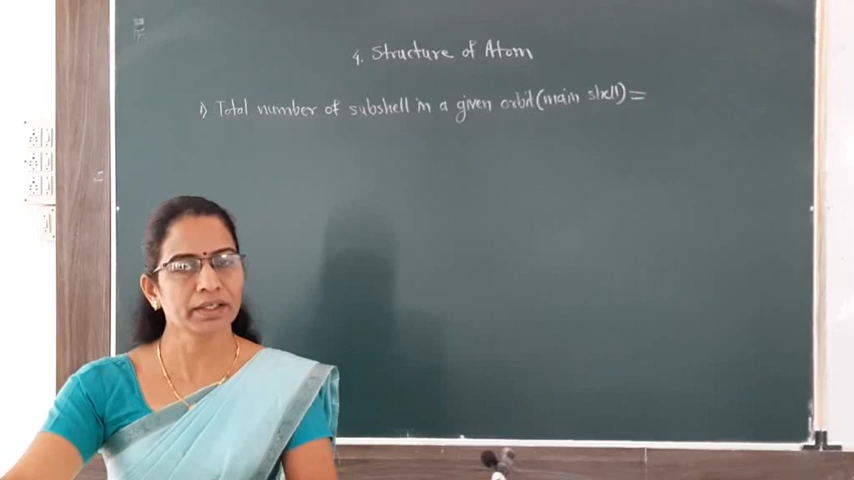 4. Structure of Atom
1) Total number of subshell in a given orbit (main shell) =